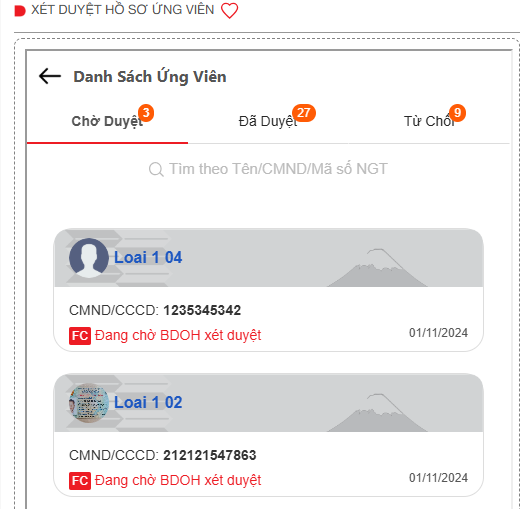 XÉT DUYỆT HỒ SƠ ỨNG VIÊN
Danh Sách Ứng Viên
Chờ Duyệt 3
Đã Duyệt 27
Từ Chối 9
Tìm theo Tên/CMND/Mã số NGT
Loai 1 04
CMND/CCCD: 1235345342
FC Đang chờ BDOH xét duyệt
01/11/2024
Loai 1 02
CMND/CCCD: 212121547863
FC Đang chờ BDOH xét duyệt
01/11/2024